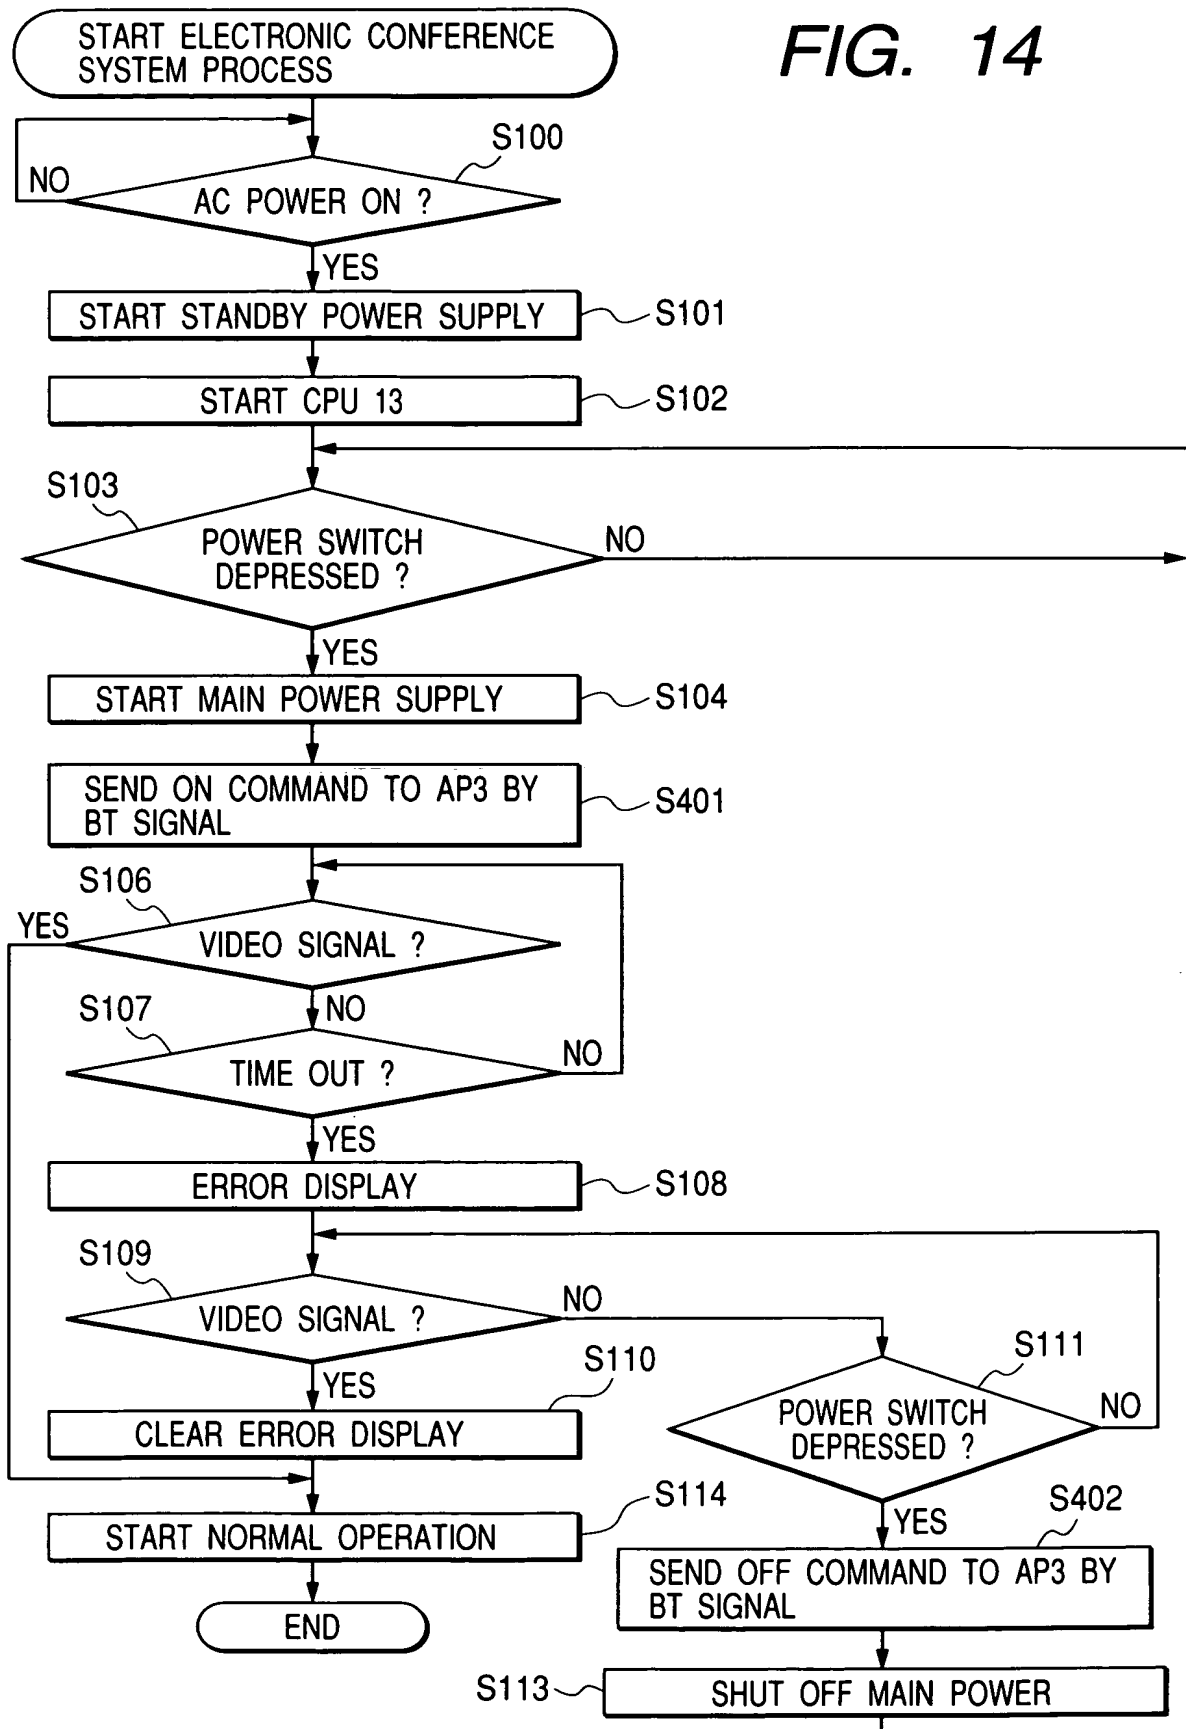 START ELECTRONIC CONFERENCE
SYSTEM PROCESS
FIG. 14
S100
NO
AC POWER ON ?
YES
START STANDBY POWER SUPPLY
S101
START CPU 13
S102
S103
POWER SWITCH
DEPRESSED ?
NO
YES
START MAIN POWER SUPPLY
S104
SEND ON COMMAND TO AP3 BY
BT SIGNAL
S401
S106
YES
VIDEO SIGNAL ?
NO
S107
TIME OUT ?
NO
YES
ERROR DISPLAY
S108
S109
VIDEO SIGNAL ?
NO
YES
S110
CLEAR ERROR DISPLAY
S111
POWER SWITCH
DEPRESSED ?
NO
YES
S114
START NORMAL OPERATION
END
S402
SEND OFF COMMAND TO AP3 BY
BT SIGNAL
S113
SHUT OFF MAIN POWER